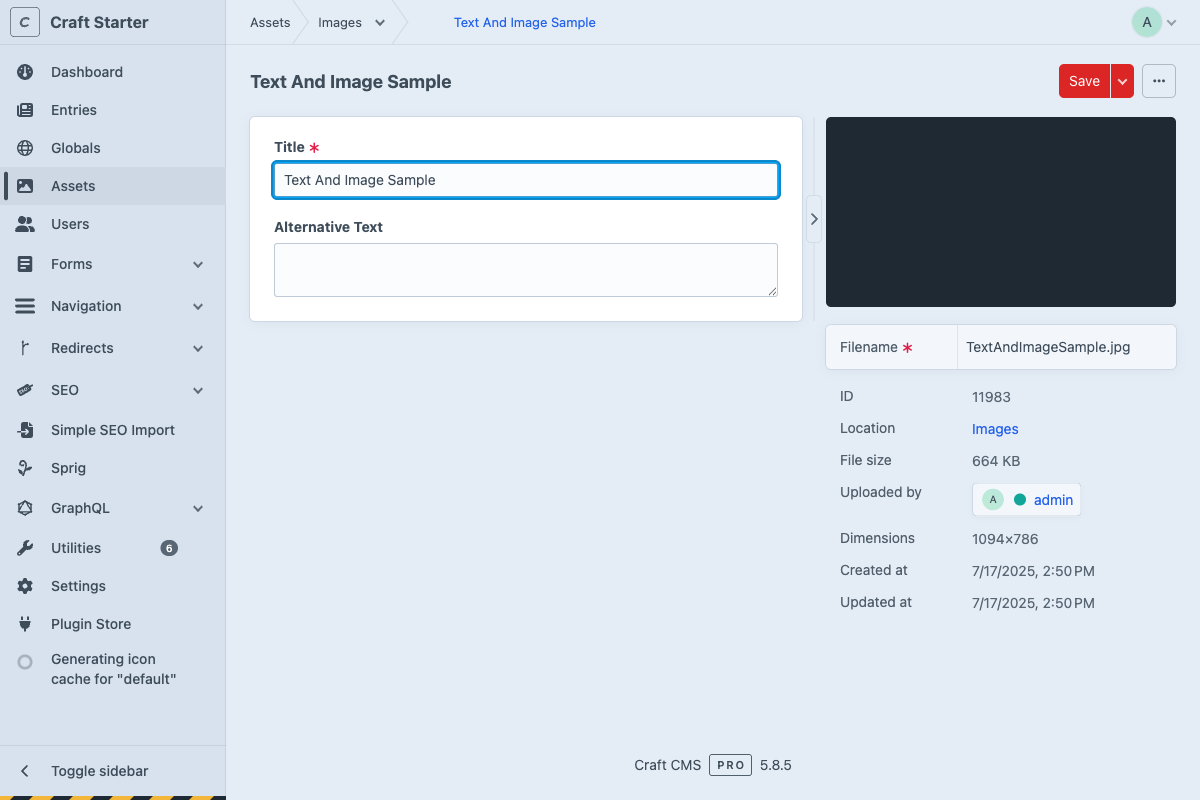 C Craft Starter
Assets
Images
Text And Image Sample
A
Dashboard
Entries
Globals
Assets
Users
Forms
Navigation
Redirects
SEO
Simple SEO Import
Sprig
GraphQL
Utilities 6
Settings
Plugin Store
Generating icon
cache for "default"
Toggle sidebar
Text And Image Sample
Save
Title *
Text And Image Sample
Alternative Text
Filename * TextAndImageSample.jpg
ID 11983
Location Images
File size 664 KB
Uploaded by A admin
Dimensions 1094×786
Created at 7/17/2025, 2:50 PM
Updated at 7/17/2025, 2:50 PM
Craft CMS PRO 5.8.5